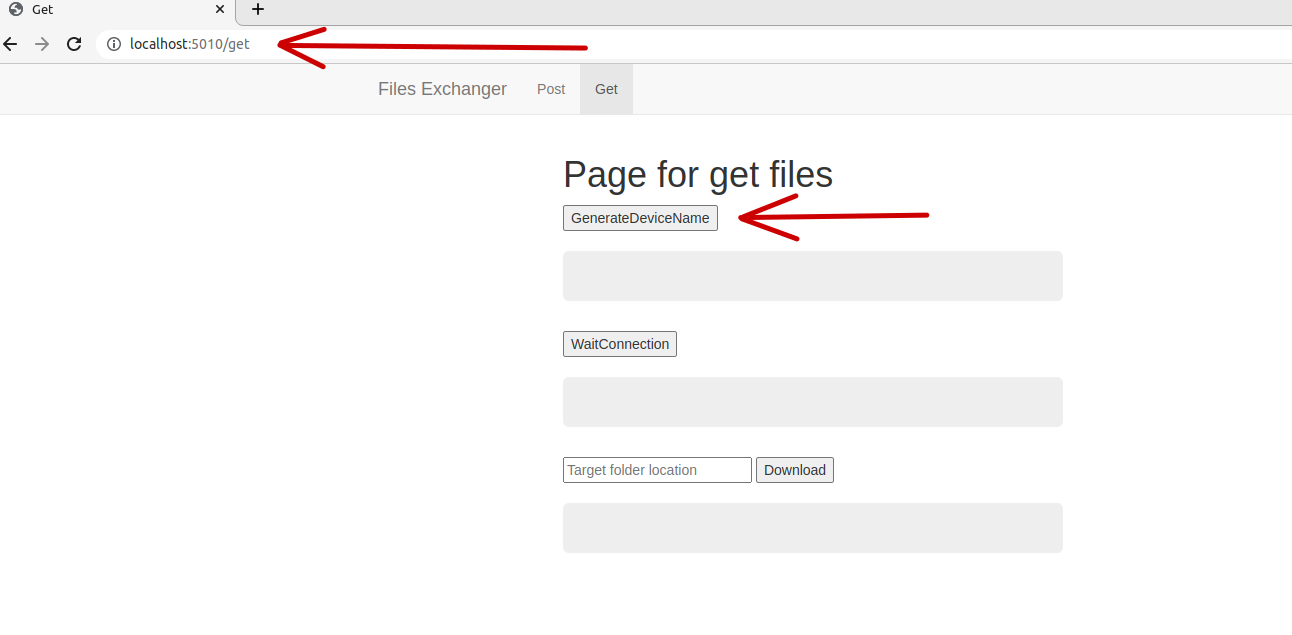 Get
localhost:5010/get
Files Exchanger Post Get
Page for get files
GenerateDeviceName
WaitConnection
Target folder location Download